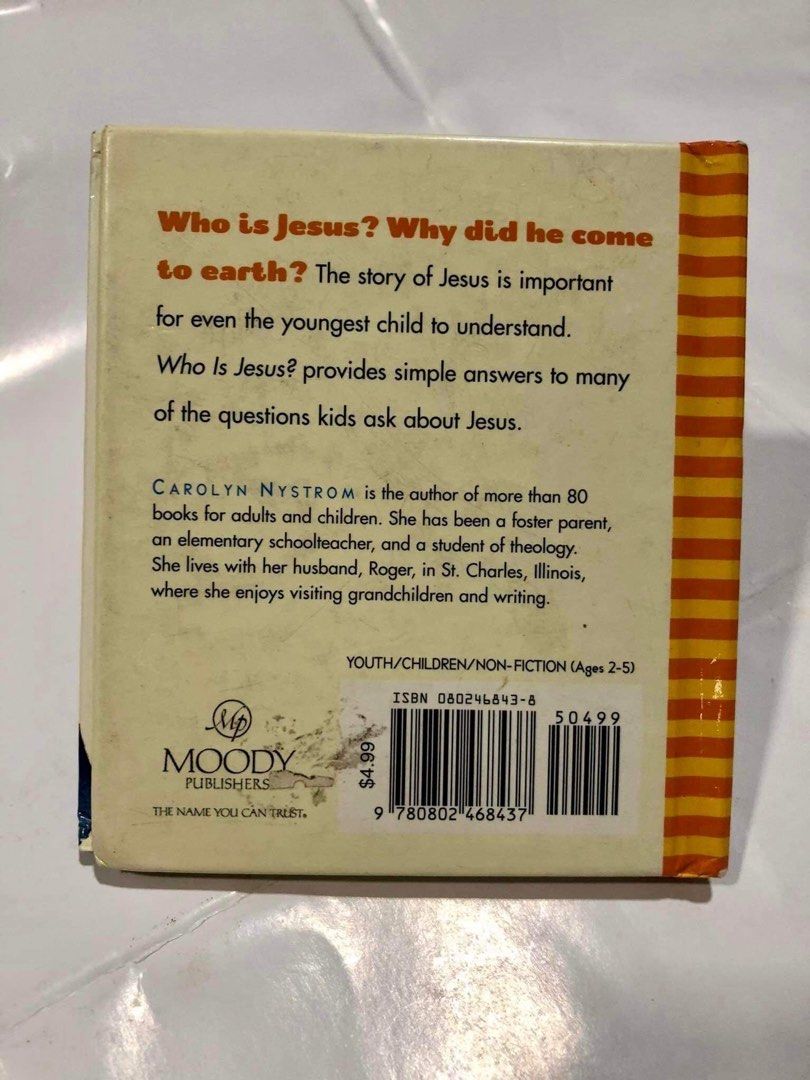 Who is Jesus? Why did he come
to earth? The story of Jesus is important
for even the youngest child to understand.
Who Is Jesus? provides simple answers to many
of the questions kids ask about Jesus.
CAROLYN NYSTROM is the author of more than 80
books for adults and children. She has been a foster parent,
an elementary schoolteacher, and a student of theology.
She lives with her husband, Roger, in St. Charles, Illinois,
where she enjoys visiting grandchildren and writing.
YOUTH/CHILDREN/NON-FICTION (Ages 2-5)
Mp
MOODY
PUBLISHERS
THE NAME YOU CAN TRUST.
$4.99
ISBN 080246843-8
50499
9 780802 468437